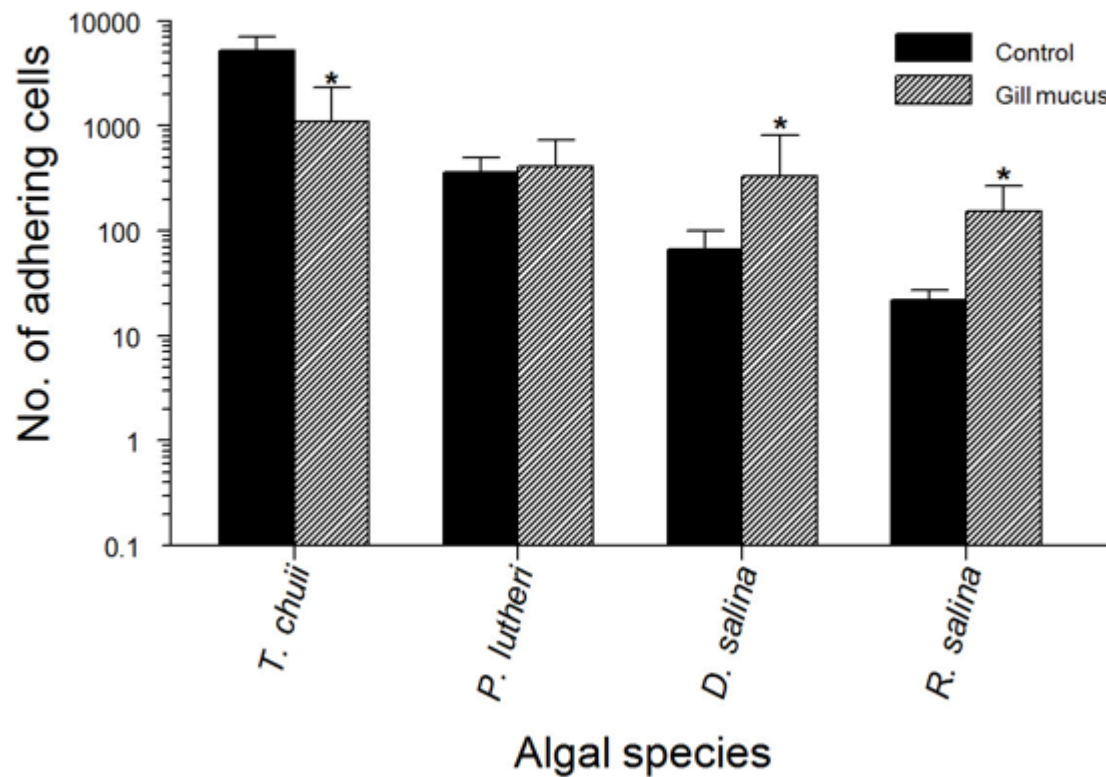 No. of adhering cells
10000
1000
100
10
1
0.1
*
*
*
Control
Gill mucus
T. chuii
P. lutheri
D. salina
R. salina
Algal species